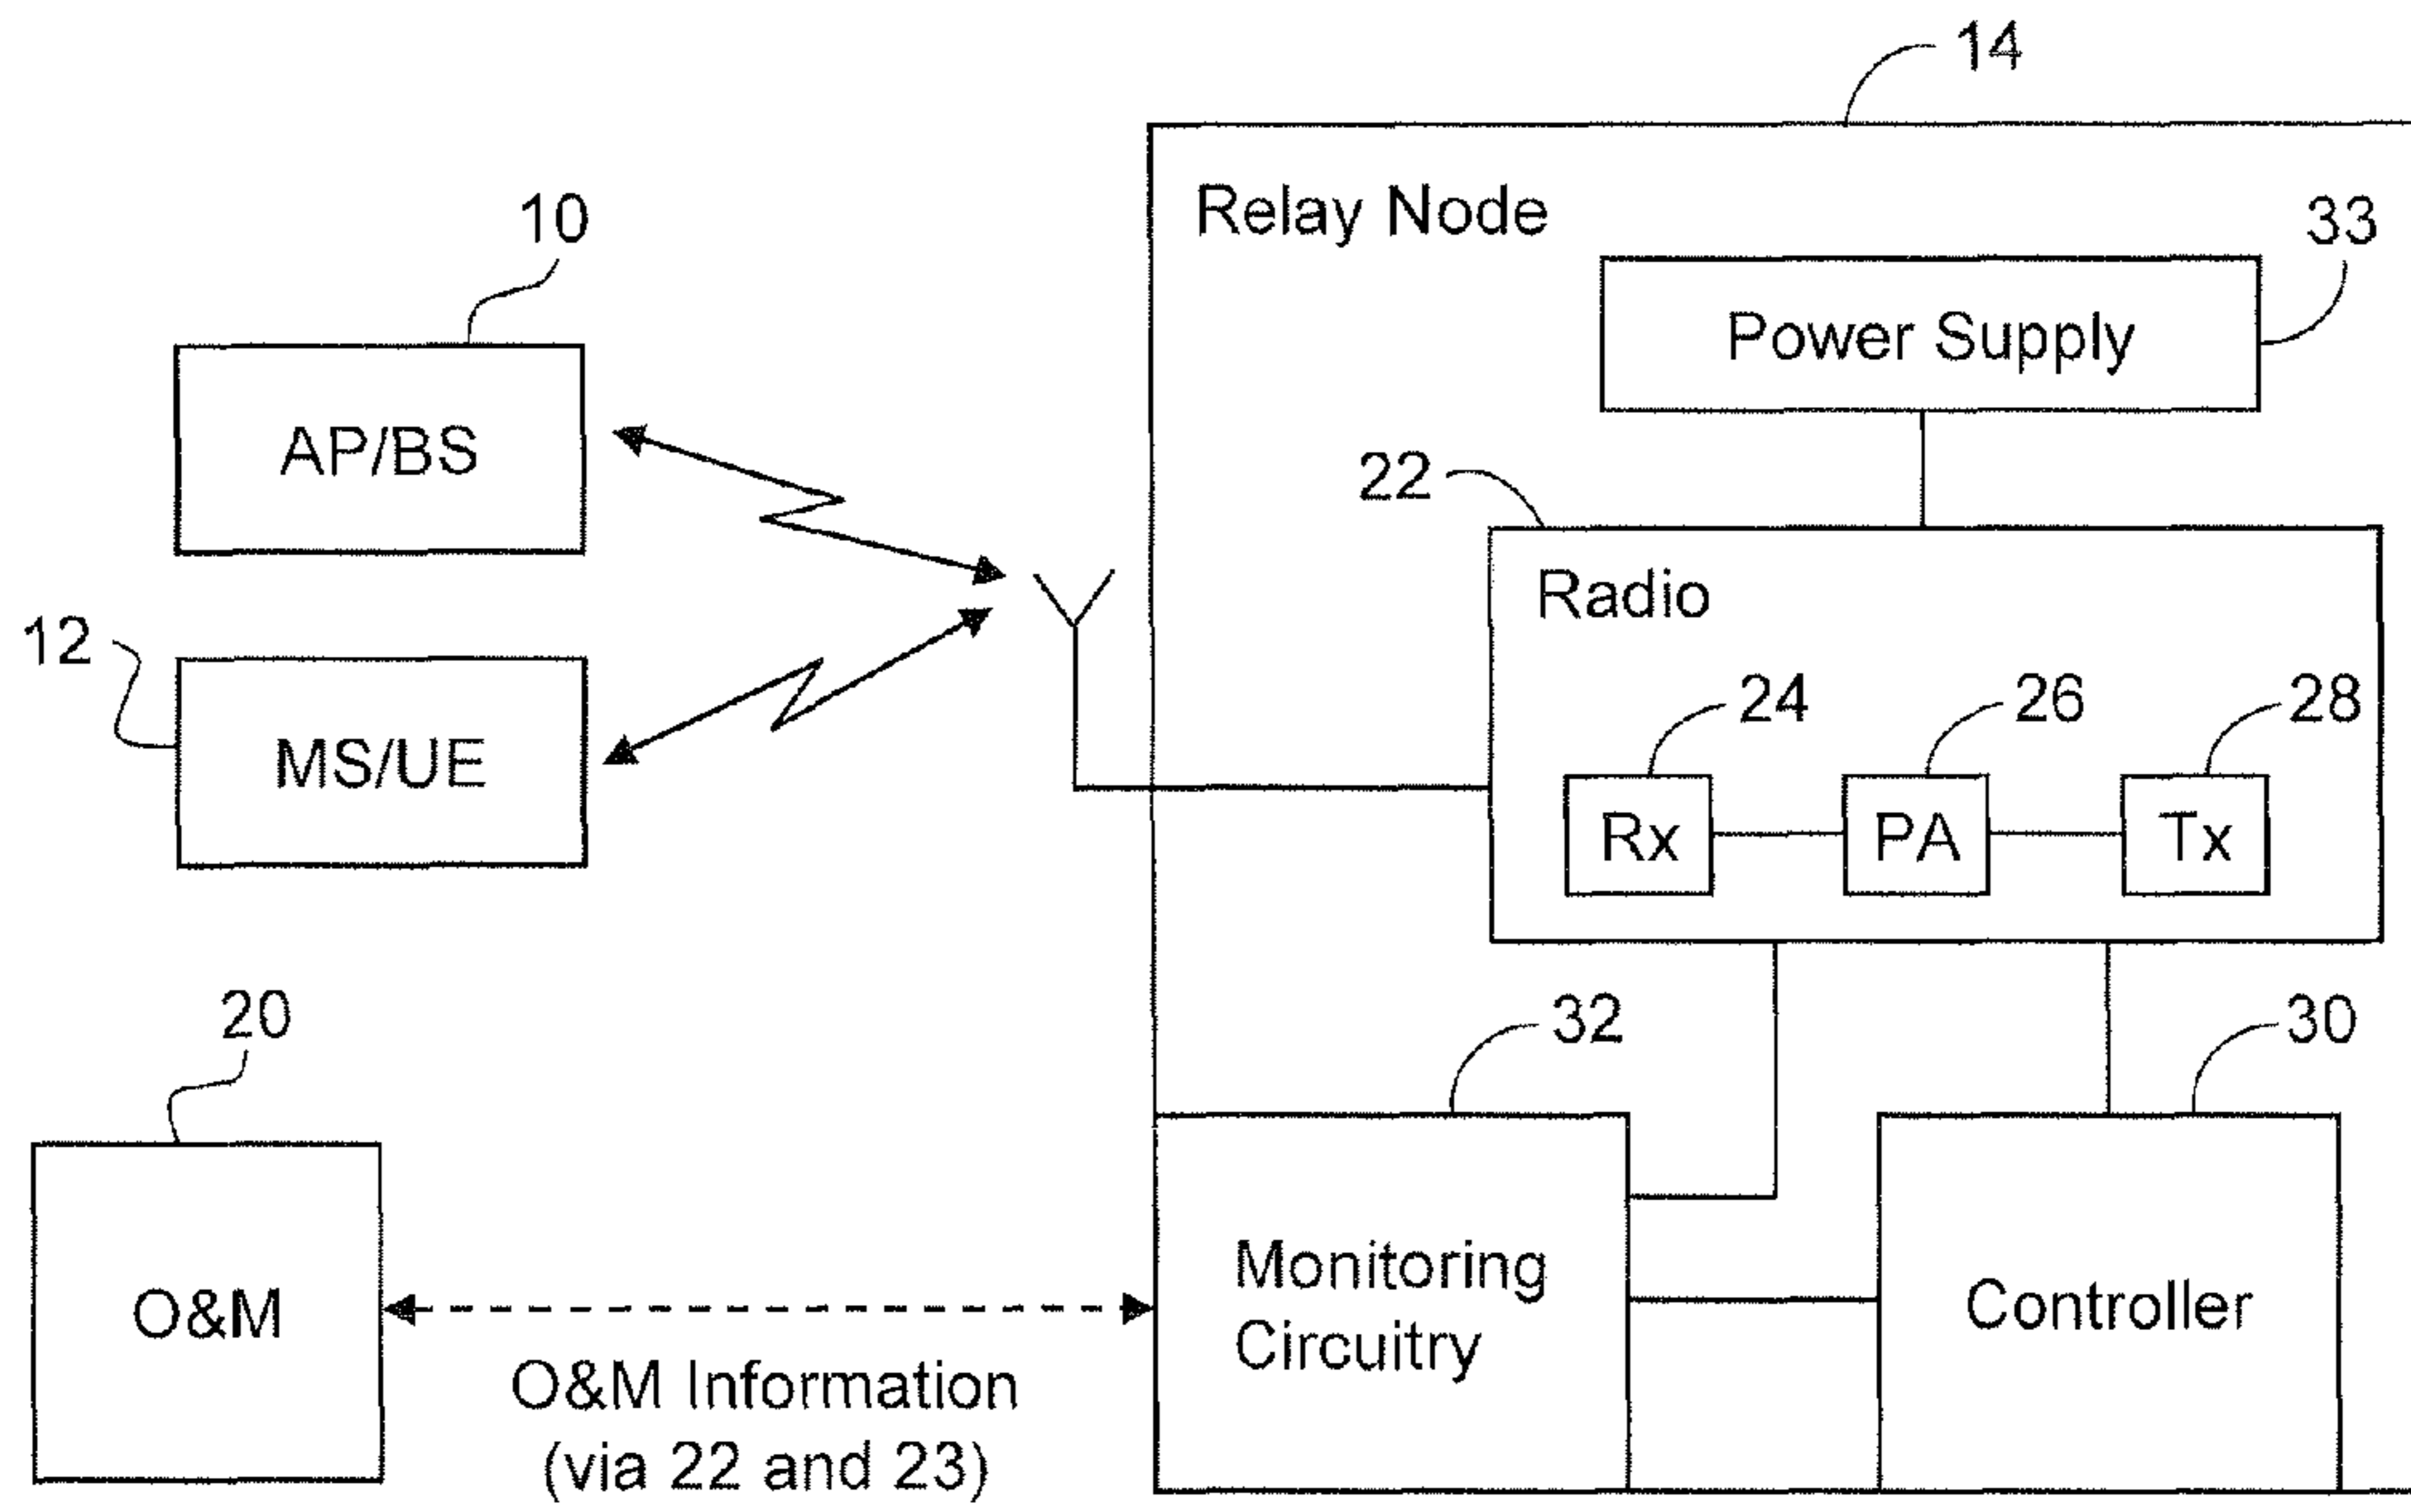 14
Relay Node
10
33
Power Supply
AP/BS
22
Radio
12
24
26
28
MS/UE
Rx
PA
Tx
20
32
30
O&M
Monitoring
Circuitry
Controller
O&M Information
(via 22 and 23)